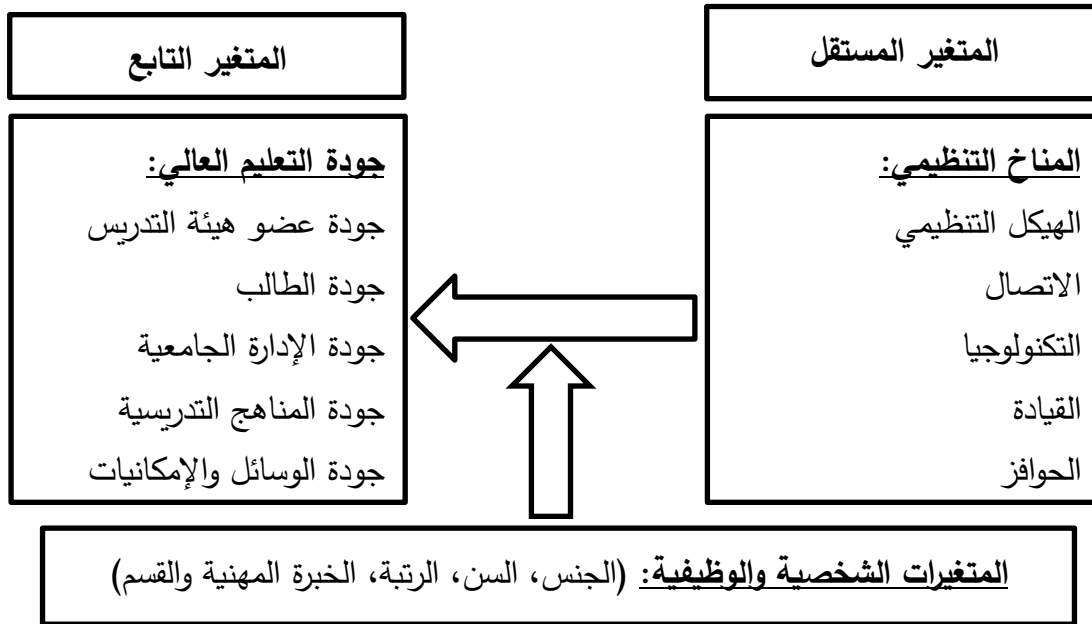 المتغير المستقل
المناخ التنظيمي:
الهيكل التنظيمي
الاتصال
التكنولوجيا
القيادة
الحوافز
المتغير التابع
جودة التعليم العالي:
جودة عضو هيئة التدريس
جودة الطالب
جودة الإدارة الجامعية
جودة المناهج التدريسية
جودة الوسائل والإمكانيات
المتغيرات الشخصية والوظيفية: (الجنس، السن، الرتبة، الخبرة المهنية والقسم)